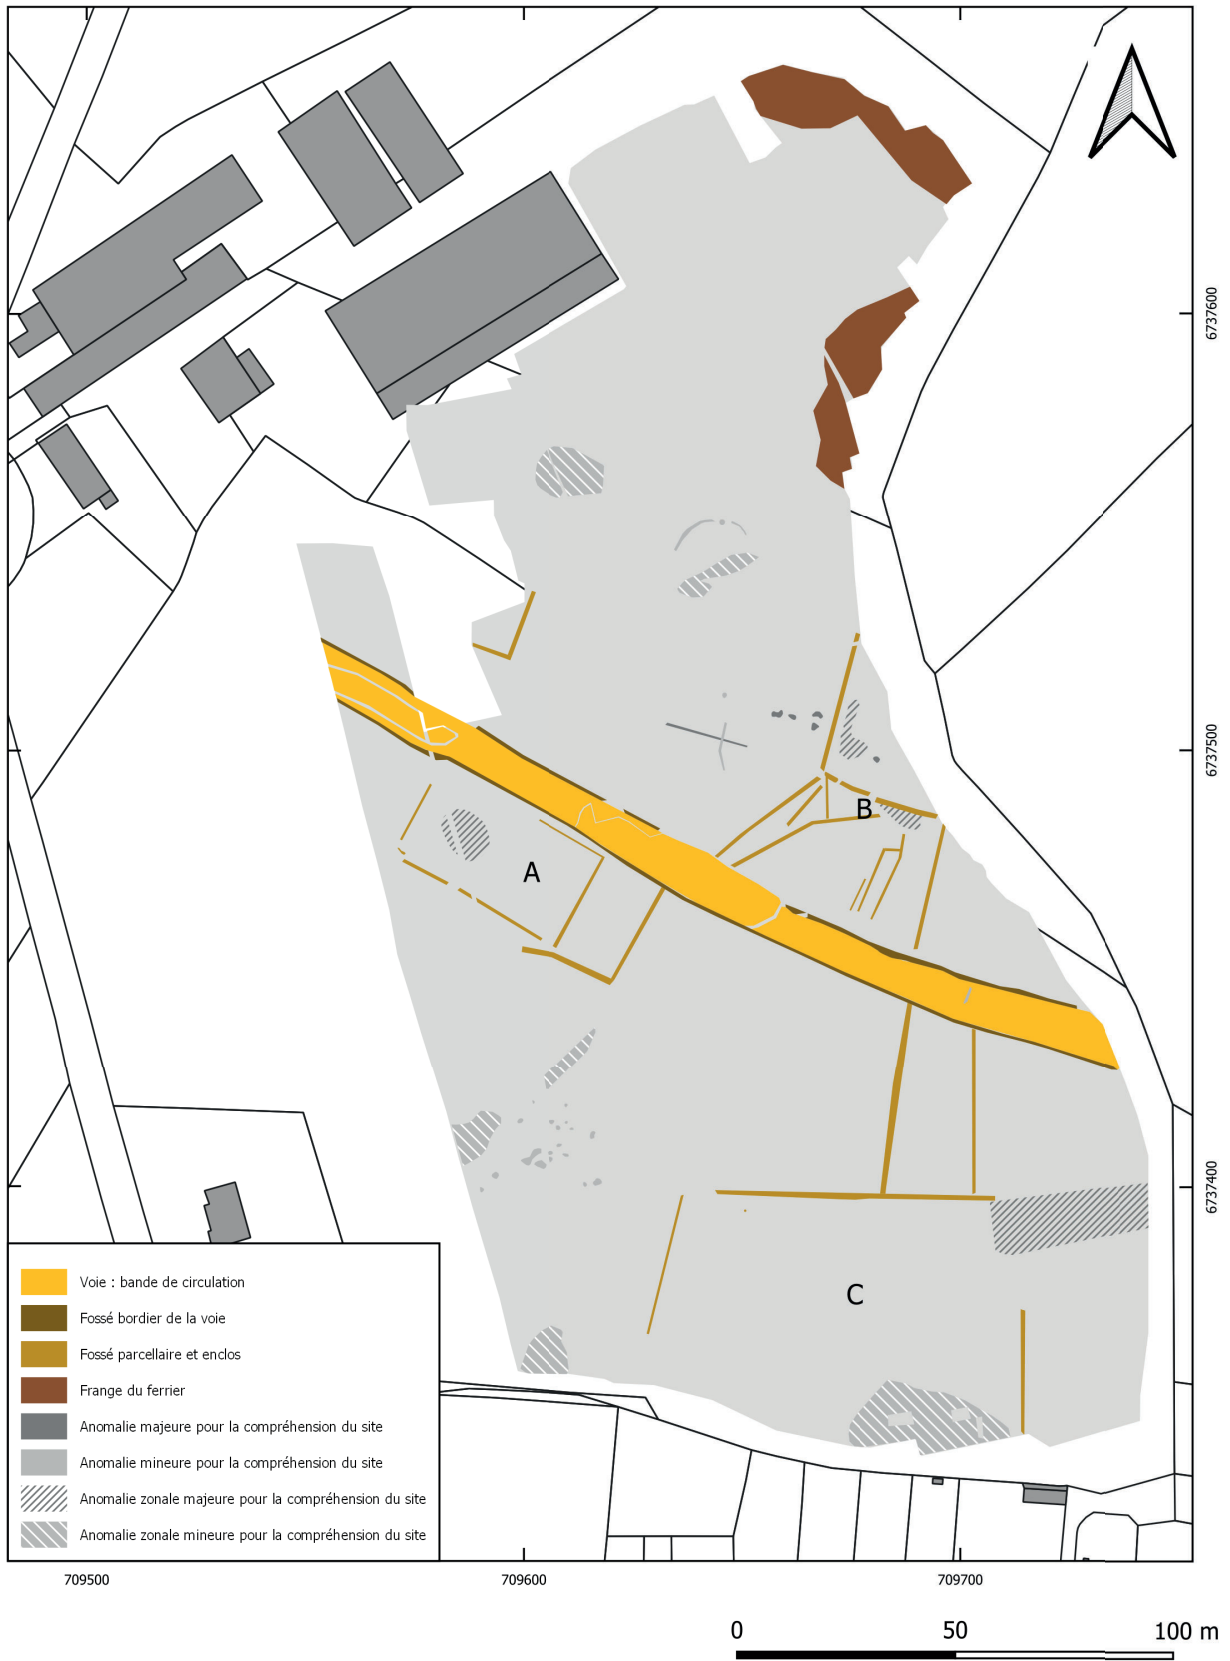 6737600
6737500
6737400
A
B
C
Voie : bande de circulation
Fossé bordier de la voie
Fossé parcellaire et enclos
Frange du ferrier
Anomalie majeure pour la compréhension du site
Anomalie mineure pour la compréhension du site
Anomalie zonale majeure pour la compréhension du site
Anomalie zonale mineure pour la compréhension du site
709500
709600
709700
0
50
100 m